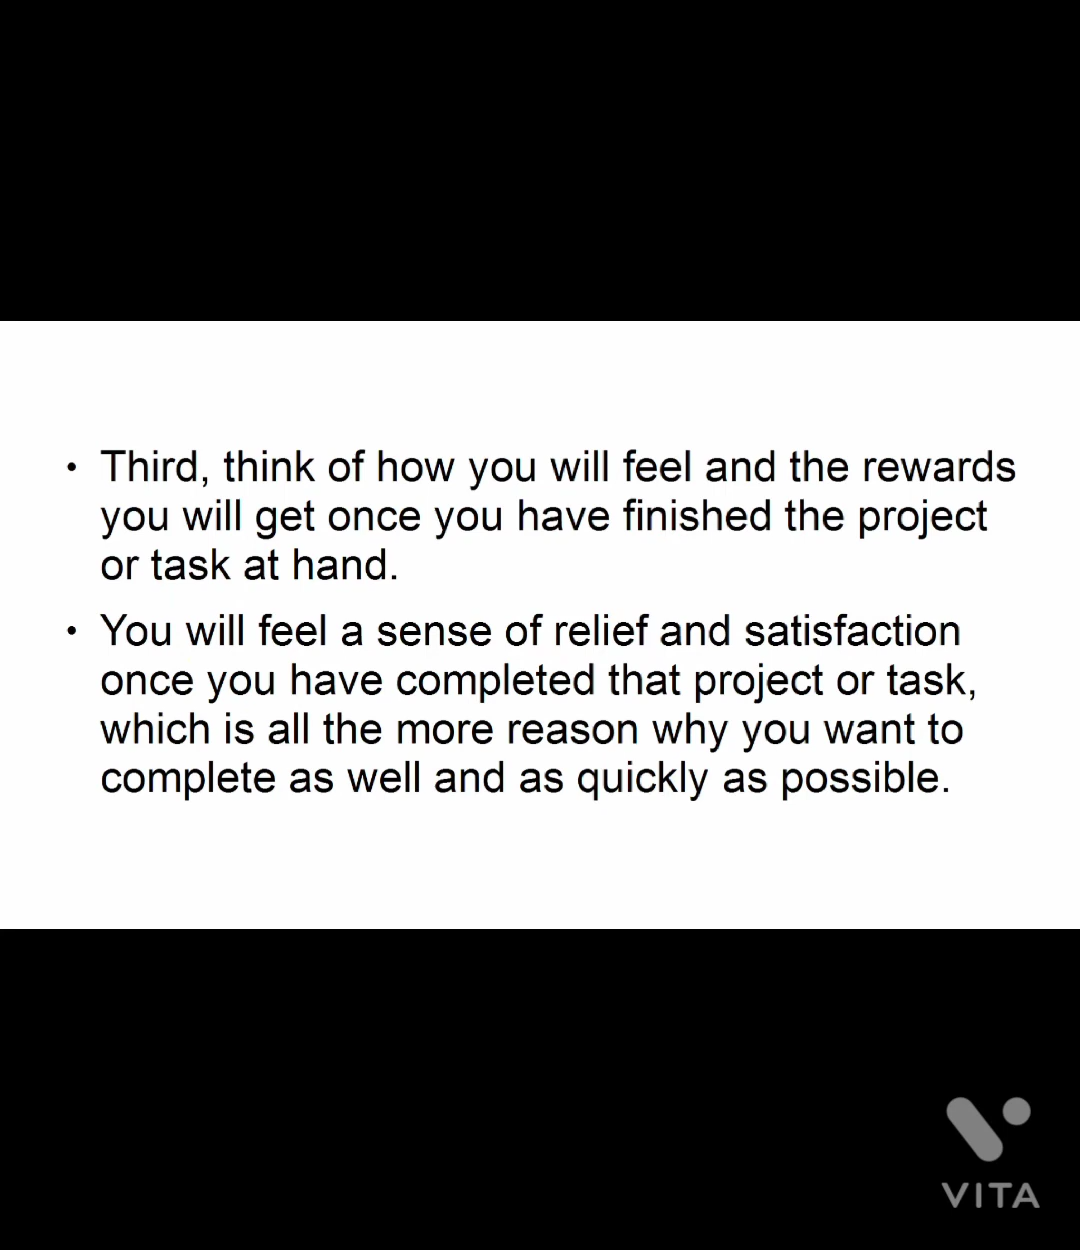 • Third, think of how you will feel and the rewards
you will get once you have finished the project
or task at hand.
• You will feel a sense of relief and satisfaction
once you have completed that project or task,
which is all the more reason why you want to
complete as well and as quickly as possible.
VITA